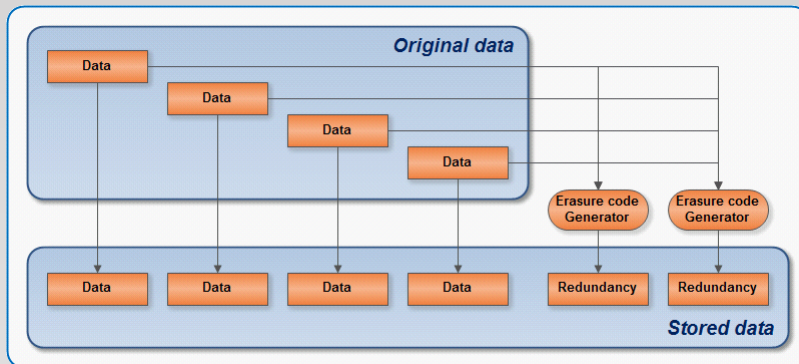 Original data
Data
Data
Data
Data
Erasure code
Generator
Erasure code
Generator
Data
Data
Data
Data
Redundancy
Redundancy
Stored data